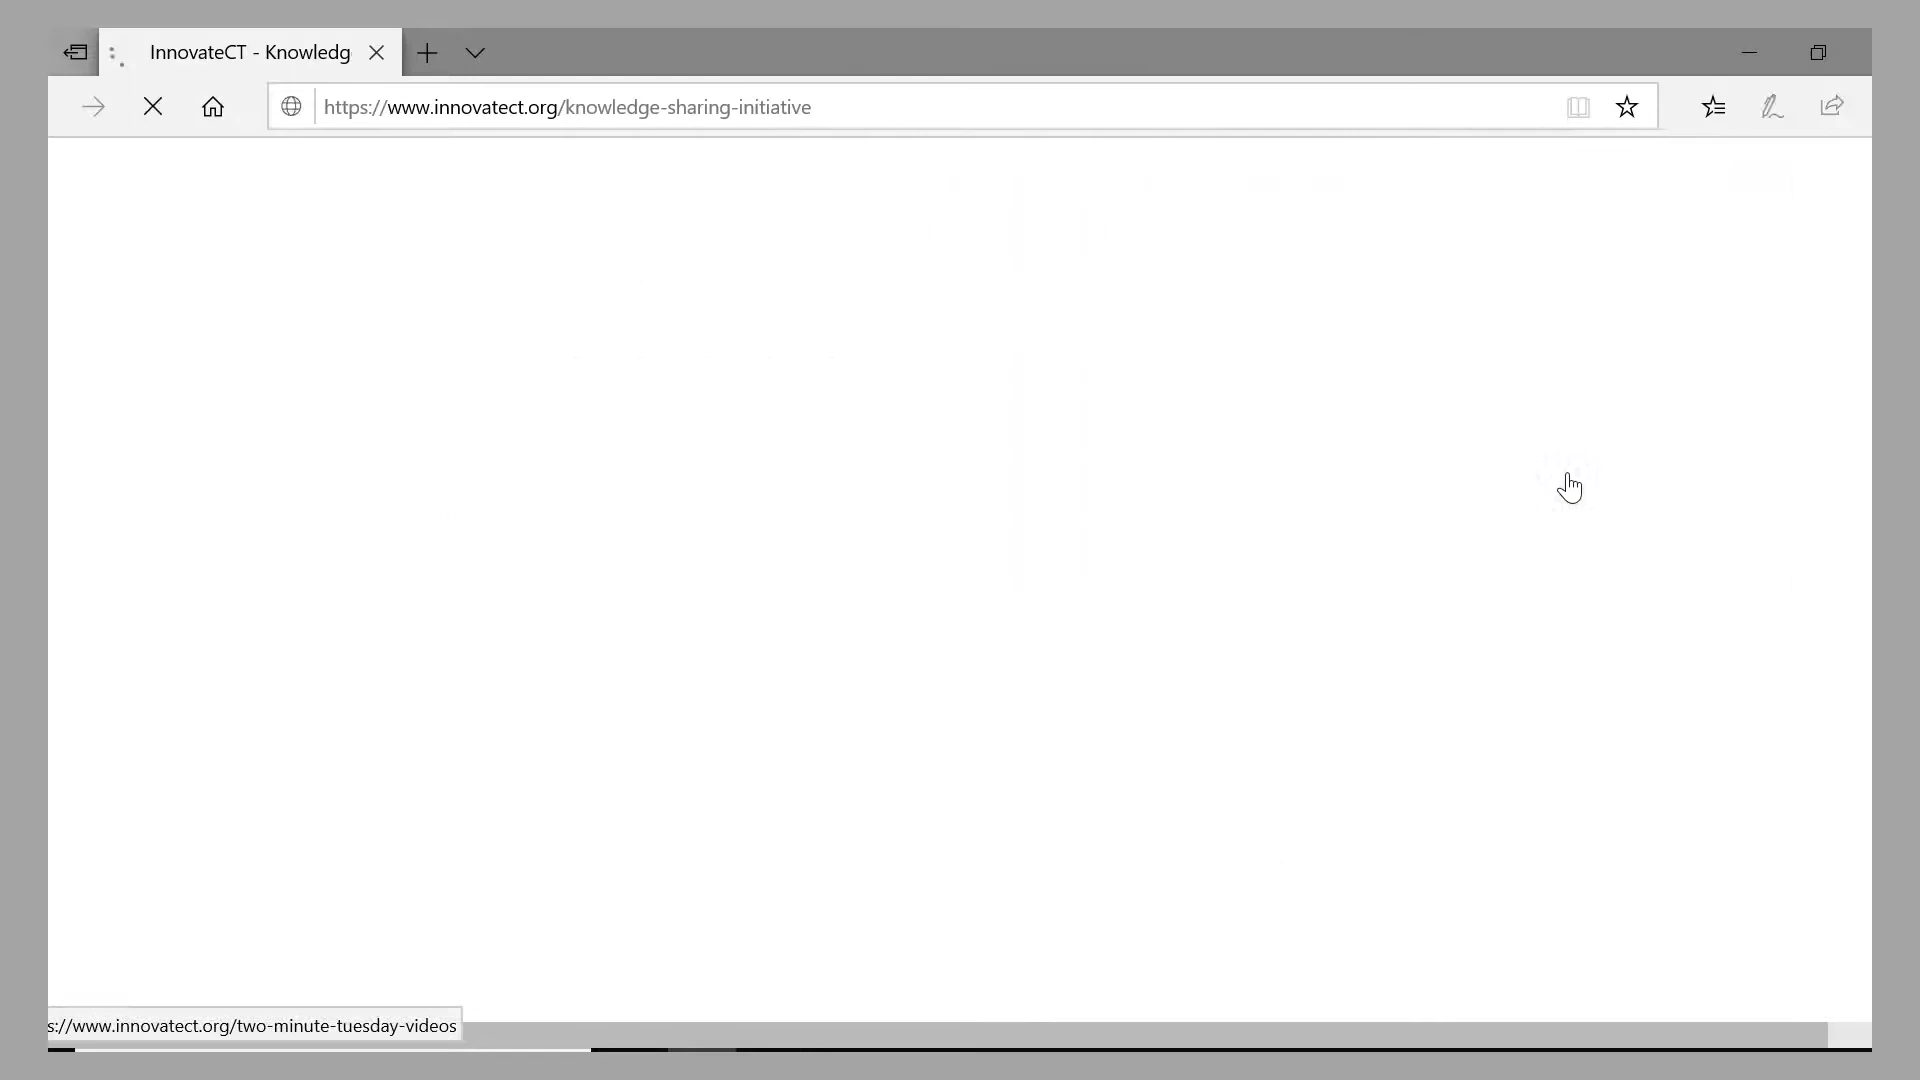 InnovateCT - Knowledg
https://www.innovatect.org/knowledge-sharing-initiative
s://www.innovatect.org/two-minute-tuesday-videos